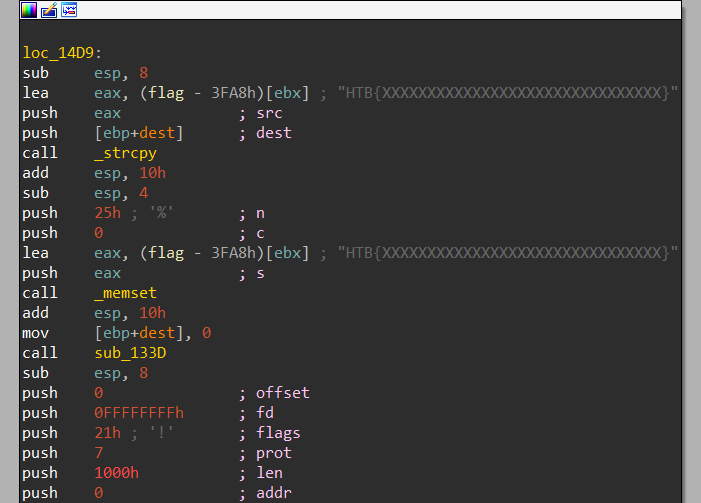 loc_14D9:
sub esp, 8
lea eax, (flag - 3FA8h)[ebx] ; "HTB{XXXXXXXXXXXXXXXXXXXXXXXXXXXXXXX}"
push eax ; src
push [ebp+dest] ; dest
call _strcpy
add esp, 10h
sub esp, 4
push 25h ; '%' ; n
push 0 ; c
lea eax, (flag - 3FA8h)[ebx] ; "HTB{XXXXXXXXXXXXXXXXXXXXXXXXXXXXXXX}"
push eax ; s
call _memset
add esp, 10h
mov [ebp+dest], 0
call sub_133D
sub esp, 8
push 0 ; offset
push 0FFFFFFFFh ; fd
push 21h ; '!' ; flags
push 7 ; prot
push 1000h ; len
push 0 ; addr